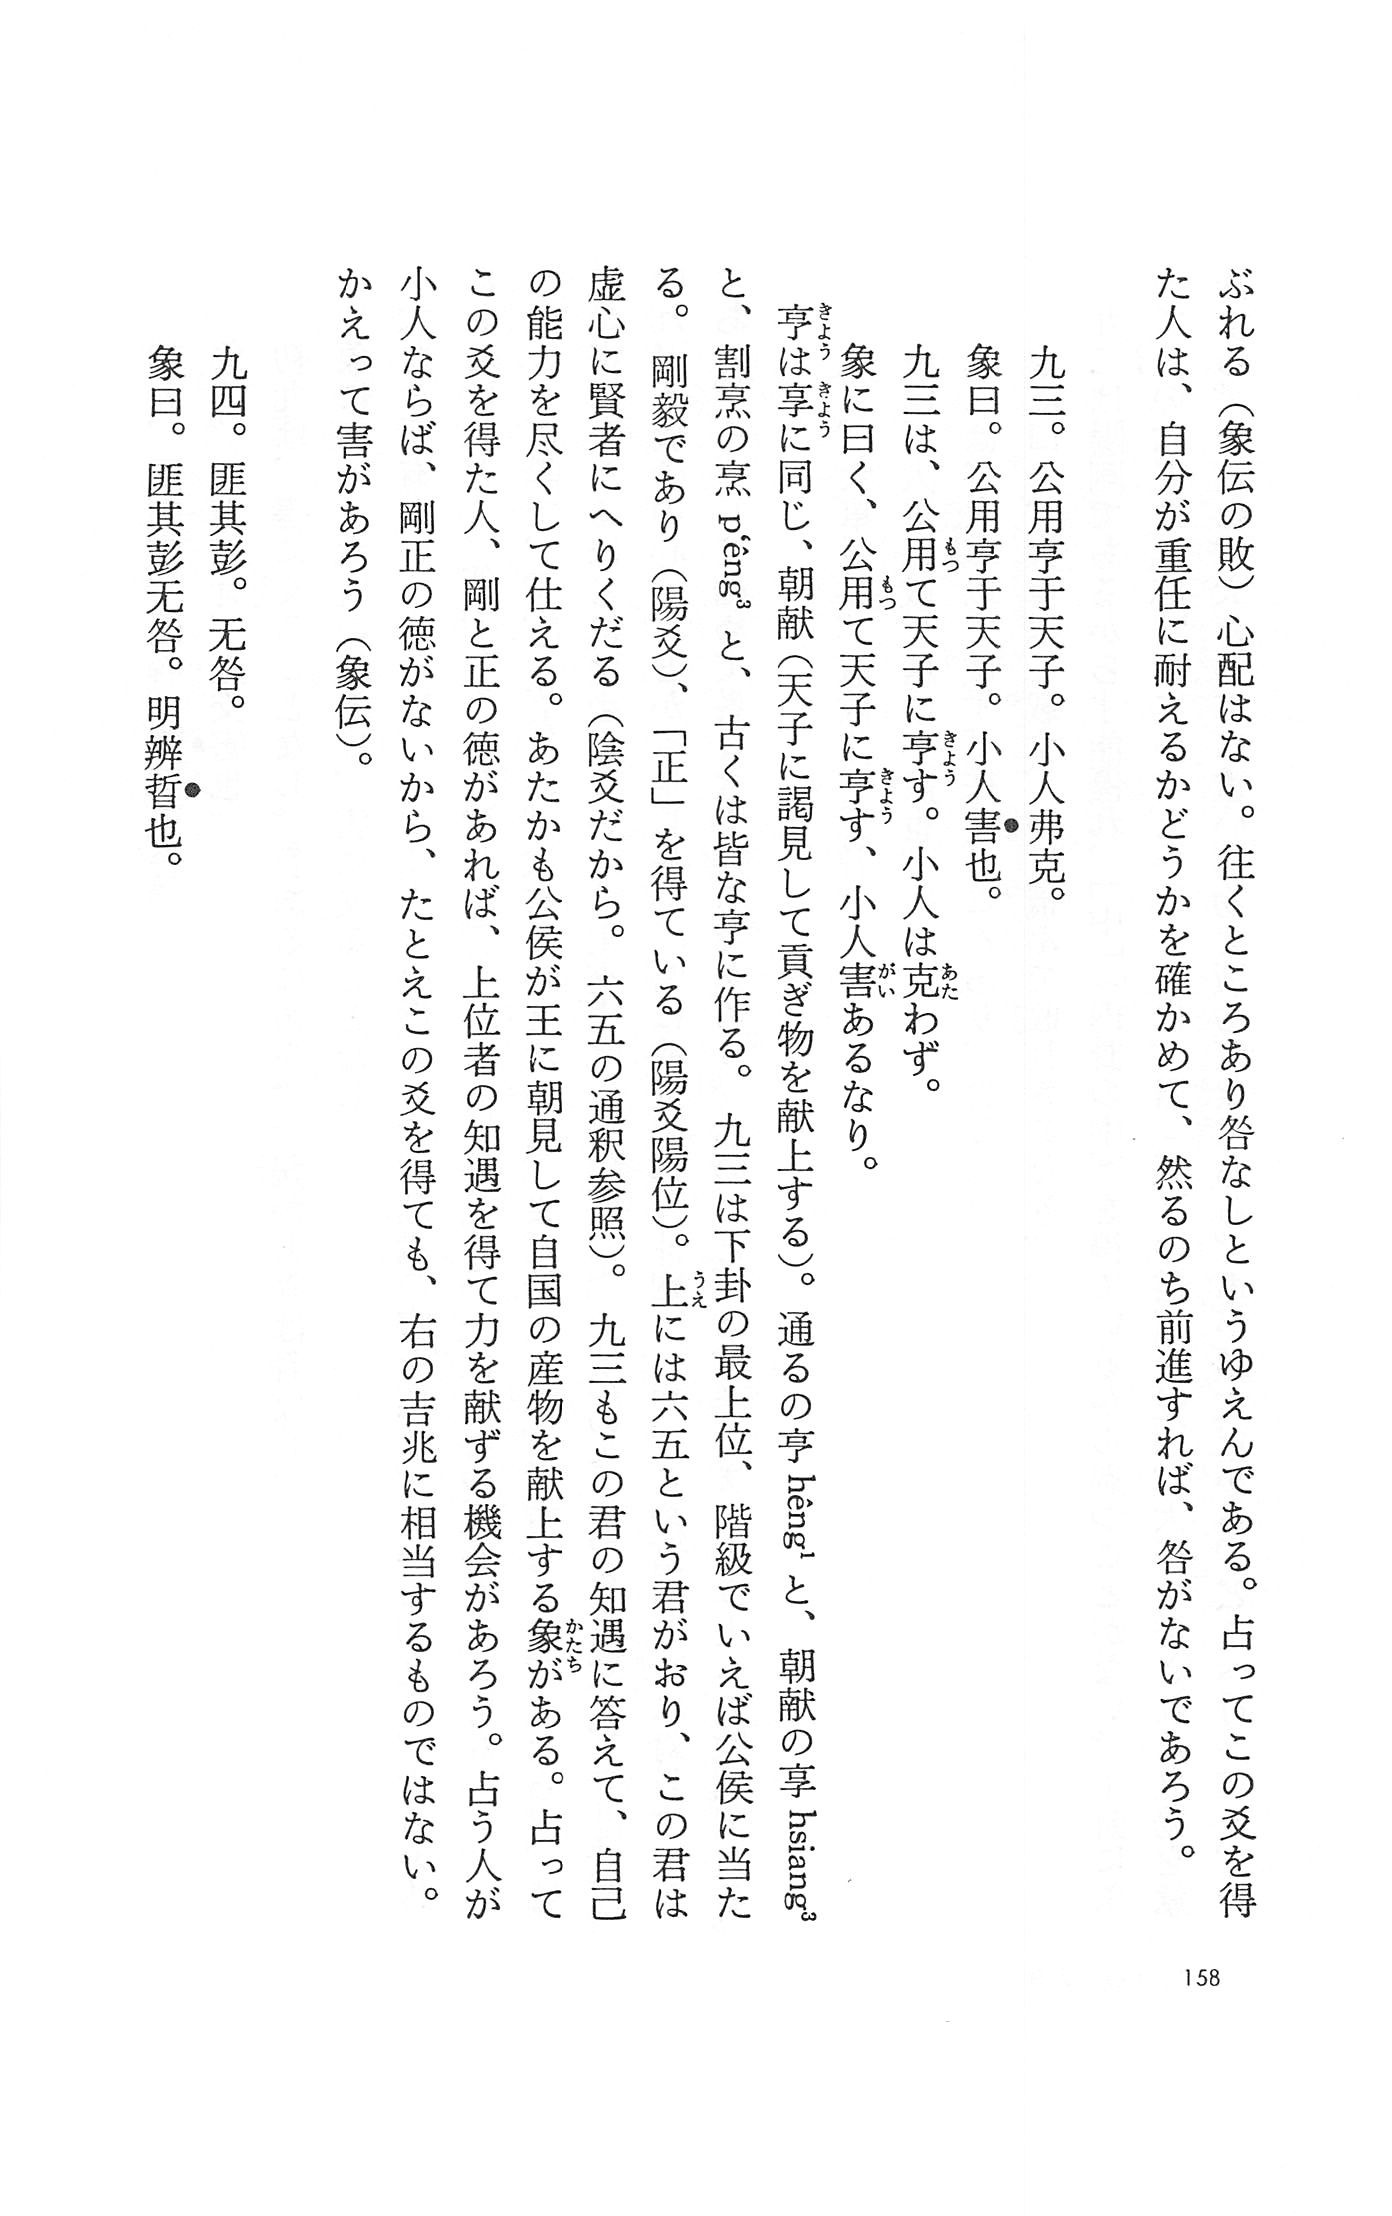 ぶれる（象伝の敗）心配はない。往くところあり咎なしというゆえんである。占ってこの爻を得
た人は、自分が重任に耐えるかどうかを確かめて、然るのち前進すれば、咎がないであろう。
九三。公用亨于天子。小人弗克。
象曰。公用亨于天子。小人害也。
九三は、公用て天子に亨す。小人は克わず。
象に曰く、公用て天子に亨す、小人害あるなり。
亨は享に同じ、朝献（天子に謁見して貢ぎ物を献上する）。通るの亨 hêng¹ と、朝献の享 hsiang³
と、割烹の烹 p‘êng³ と、古くは皆な亨に作る。九三は下卦の最上位、階級でいえば公侯に当た
る。剛毅であり（陽爻）、「正」を得ている（陽爻陽位）。上には六五という君がおり、この君は
虚心に賢者にへりくだる（陰爻だから。六五の通釈参照）。九三もこの君の知遇に答えて、自己
の能力を尽くして仕える。あたかも公侯が王に朝見して自国の産物を献上する象がある。占って
この爻を得た人、剛と正の徳があれば、上位者の知遇を得て力を献ずる機会があろう。占う人が
小人ならば、剛正の徳がないから、たとえこの爻を得ても、右の吉兆に相当するものではない。
かえって害があろう（象伝）。
九四。匪其彭。无咎。
象曰。匪其彭无咎。明辨晢也。
158